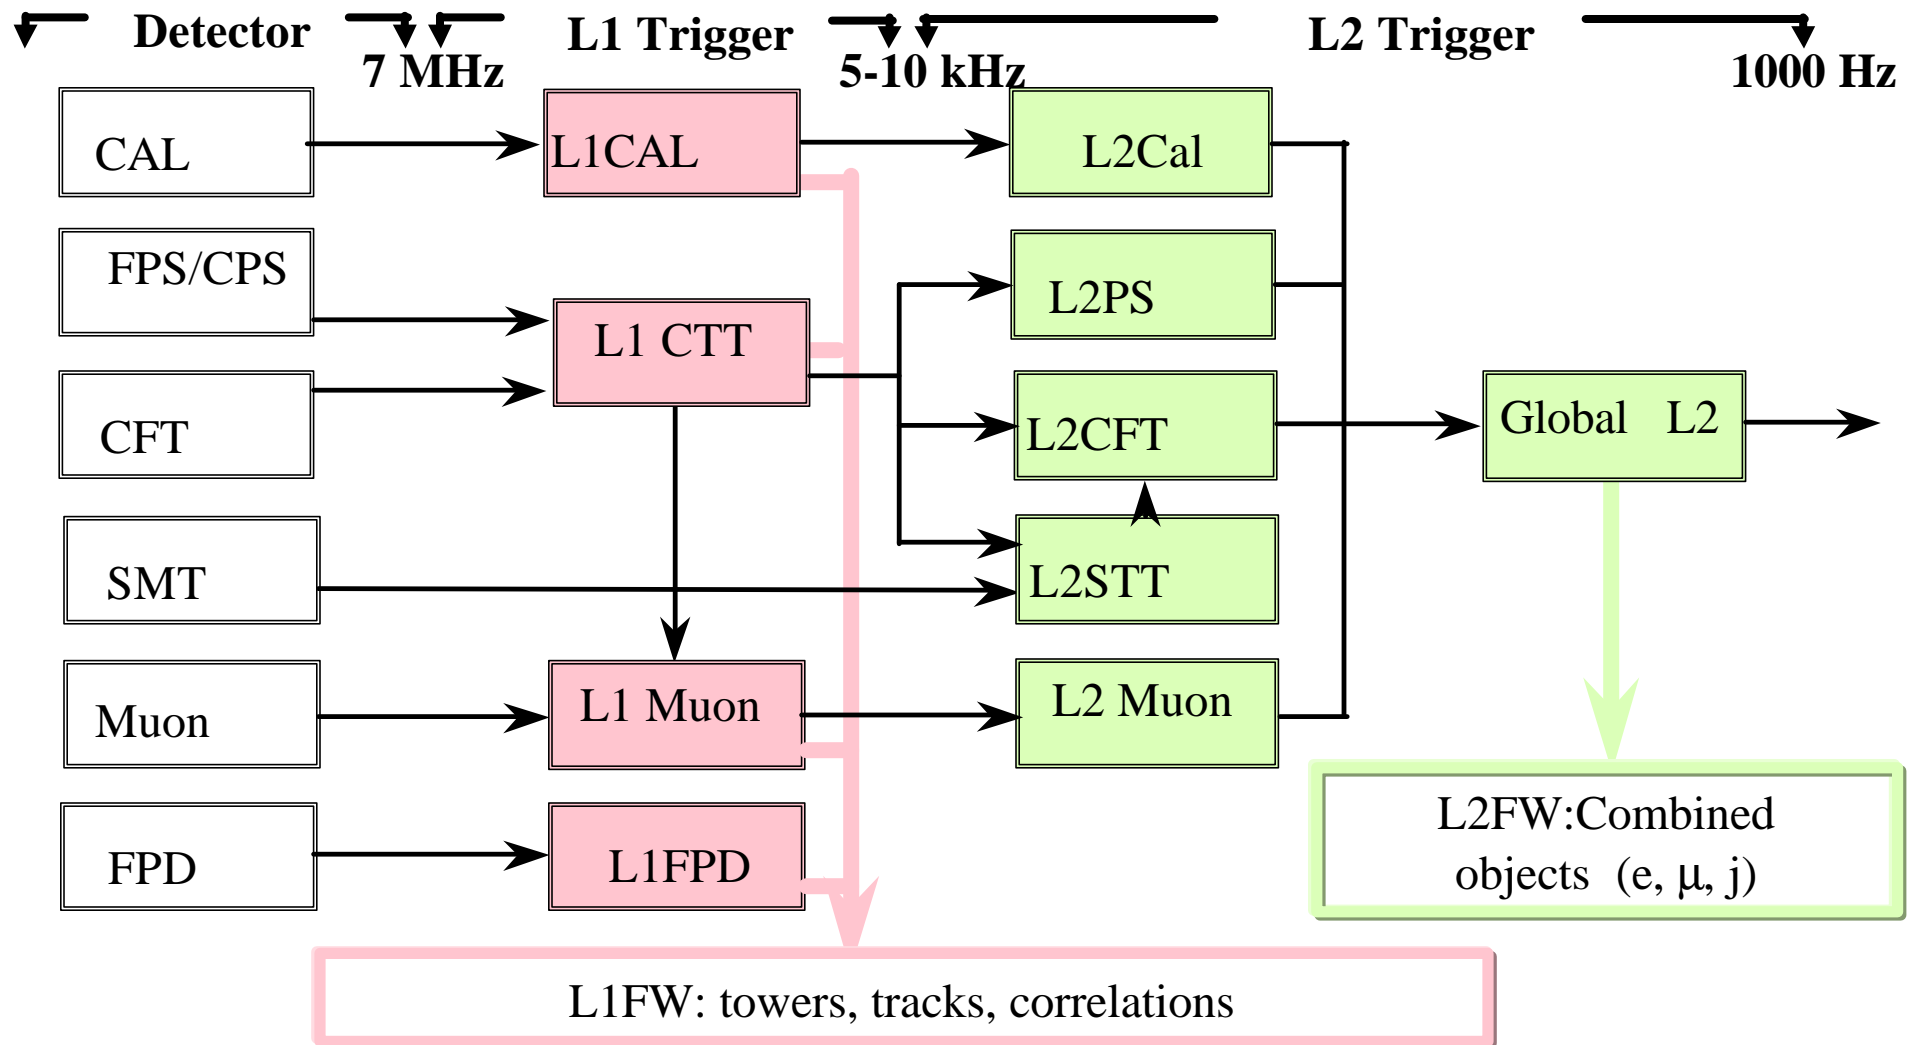 Detector L1 Trigger L2 Trigger
7 MHz 5-10 kHz 1000 Hz
CAL L1CAL L2Cal
FPS/CPS
L2PS
L1 CTT
CFT L2CFT Global L2
SMT L2STT
Muon L1 Muon L2 Muon
FPD L1FPD
L2FW:Combined
objects (e, μ, j)
L1FW: towers, tracks, correlations